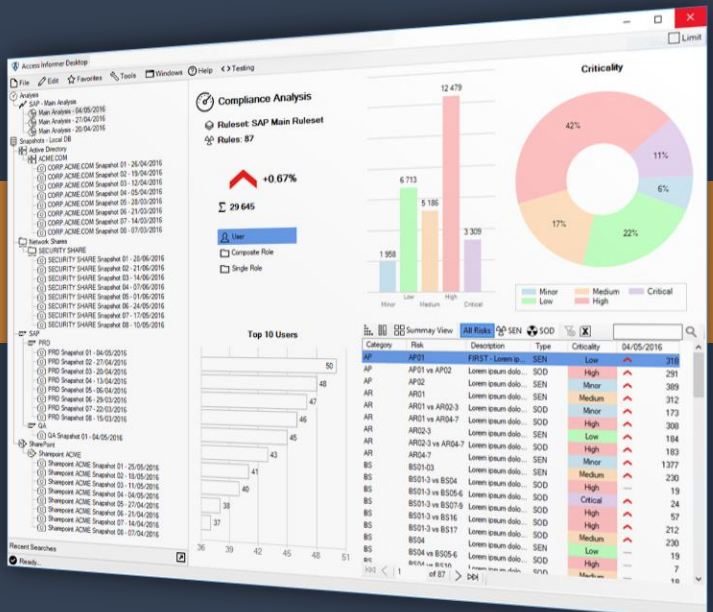 Access Informer Desktop
Limit
File Edit Favorites Tools Windows Help Testing
Analysis
SAP - Main Analysis
Main Analysis - 04/05/2016
Main Analysis - 27/04/2016
Main Analysis - 20/04/2016
Snapshots - Local DB
Active Directory
ACME.COM
CORP.ACME.COM Snapshot 01 - 26/04/2016
CORP.ACME.COM Snapshot 02 - 19/04/2016
CORP.ACME.COM Snapshot 03 - 12/04/2016
CORP.ACME.COM Snapshot 04 - 05/04/2016
CORP.ACME.COM Snapshot 05 - 28/03/2016
CORP.ACME.COM Snapshot 06 - 21/03/2016
CORP.ACME.COM Snapshot 07 - 14/03/2016
CORP.ACME.COM Snapshot 08 - 07/03/2016
Network Shares
SECURITY SHARE
SECURITY SHARE Snapshot 01 - 28/06/2016
SECURITY SHARE Snapshot 02 - 21/06/2016
SECURITY SHARE Snapshot 03 - 14/06/2016
SECURITY SHARE Snapshot 04 - 07/06/2016
SECURITY SHARE Snapshot 05 - 01/06/2016
SECURITY SHARE Snapshot 06 - 24/05/2016
SECURITY SHARE Snapshot 07 - 17/05/2016
SECURITY SHARE Snapshot 08 - 10/05/2016
SAP
PRD
PRD Snapshot 01 - 04/05/2016
PRD Snapshot 02 - 27/04/2016
PRD Snapshot 03 - 20/04/2016
PRD Snapshot 04 - 13/04/2016
PRD Snapshot 05 - 06/04/2016
PRD Snapshot 06 - 29/03/2016
PRD Snapshot 07 - 22/03/2016
PRD Snapshot 08 - 15/03/2016
QA
QA Snapshot 01 - 04/05/2016
SharePoint
Sharepoint ACME
Sharepoint ACME Snapshot 01 - 25/05/2016
Sharepoint ACME Snapshot 02 - 18/05/2016
Sharepoint ACME Snapshot 03 - 11/05/2016
Sharepoint ACME Snapshot 04 - 04/05/2016
Sharepoint ACME Snapshot 05 - 27/04/2016
Sharepoint ACME Snapshot 06 - 21/04/2016
Sharepoint ACME Snapshot 07 - 14/04/2016
Sharepoint ACME Snapshot 08 - 07/04/2016
Recent Searches
Ready...
Compliance Analysis
Ruleset: SAP Main Ruleset
Rules: 87
+0.67%
Σ 29 645
User
Composite Role
Single Role
12 479
6 713
5 186
3 309
1 958
Minor Low Medium High Critical
Criticality
42%
11%
6%
22%
17%
Minor Medium Critical
Low High
Top 10 Users
50
48
47
46
45
43
41
40
38
37
36 39 42 45 48 51
Summay View All Risks SEN SOD
Category Risk Description Type Criticality 04/05/2016
AP AP01 FIRST - Lorem ip... SEN Low 318
AP AP01 vs AP02 Lorem ipsum dolo... SOD High 291
AP AP02 Lorem ipsum dolo... SEN Minor 389
AR AR01 Lorem ipsum dolo... SEN Medium 312
AR AR01 vs AR02-3 Lorem ipsum dolo... SOD Minor 173
AR AR01 vs AR04-7 Lorem ipsum dolo... SOD High 308
AR AR02-3 Lorem ipsum dolo... SEN Low 184
AR AR02-3 vs AR04-7 Lorem ipsum dolo... SOD High 183
AR AR04-7 Lorem ipsum dolo... SEN Minor 1377
BS BS01-03 Lorem ipsum dolo... SEN Medium 230
BS BS01-3 vs BS04 Lorem ipsum dolo... SOD High 19
BS BS01-3 vs BS05-6 Lorem ipsum dolo... SOD Critical 24
BS BS01-3 vs BS07-9 Lorem ipsum dolo... SOD High 57
BS BS01-3 vs BS16 Lorem ipsum dolo... SOD High 212
BS BS01-3 vs BS17 Lorem ipsum dolo... SOD Medium 230
BS BS04 Lorem ipsum dolo... SEN Low 19
BS BS04 vs BS05-6 Lorem ipsum dolo... SOD High 7
BS BS04 vs BS10 Lorem ipsum dolo... SOD Medium 18
1 of 87